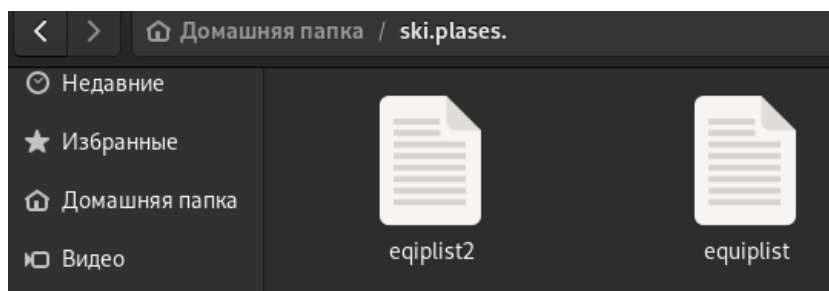 Домашняя папка / ski.plases.
Недавние
Избранные
Домашняя папка
Видео
eqiplist2
equiplist